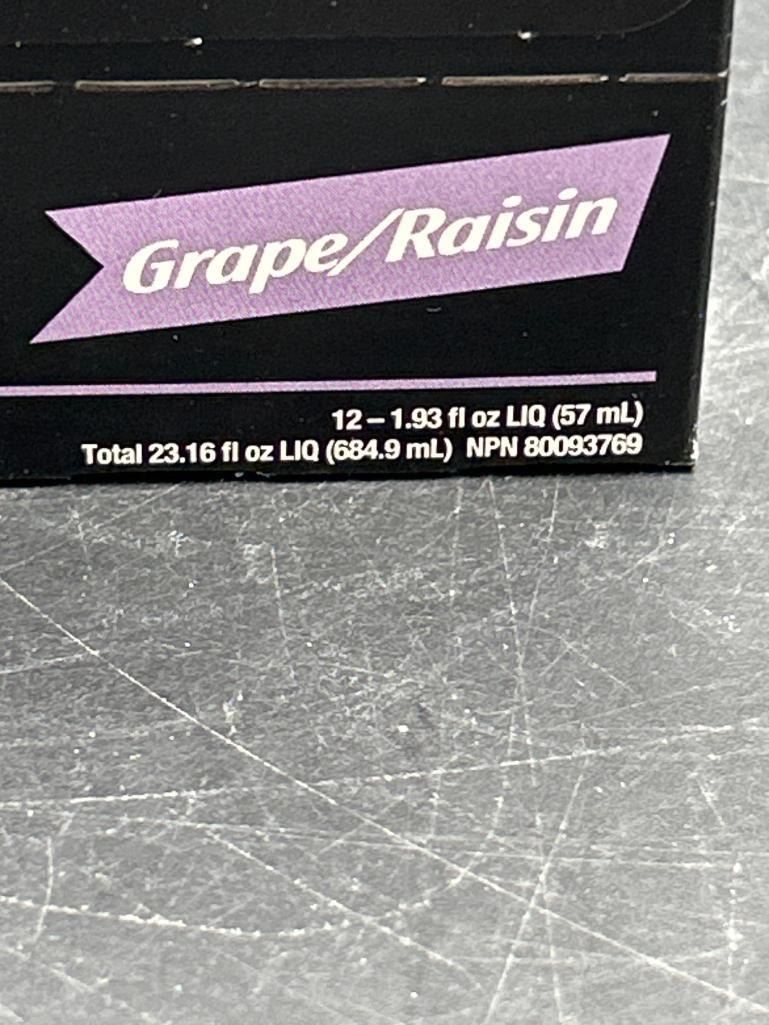 Grape/Raisin
12 – 1.93 fl oz LIQ (57 mL)
Total 23.16 fl oz LIQ (684.9 mL) NPN 80093769